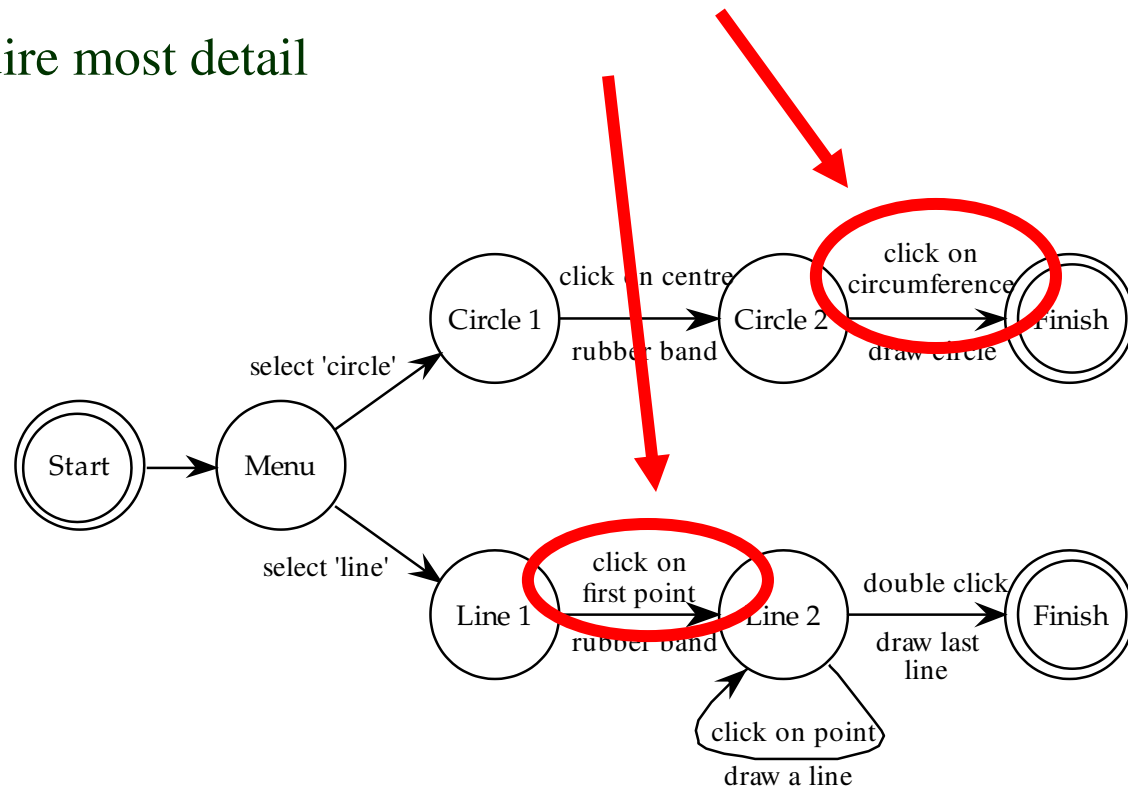 ire most detail
click on
circumference
click on centre
Circle 1
Circle 2
Finish
rubber band
draw circle
select 'circle'
Start
Menu
select 'line'
click on
first point
double click
Line 1
Line 2
Finish
rubber band
draw last
line
click on point
draw a line